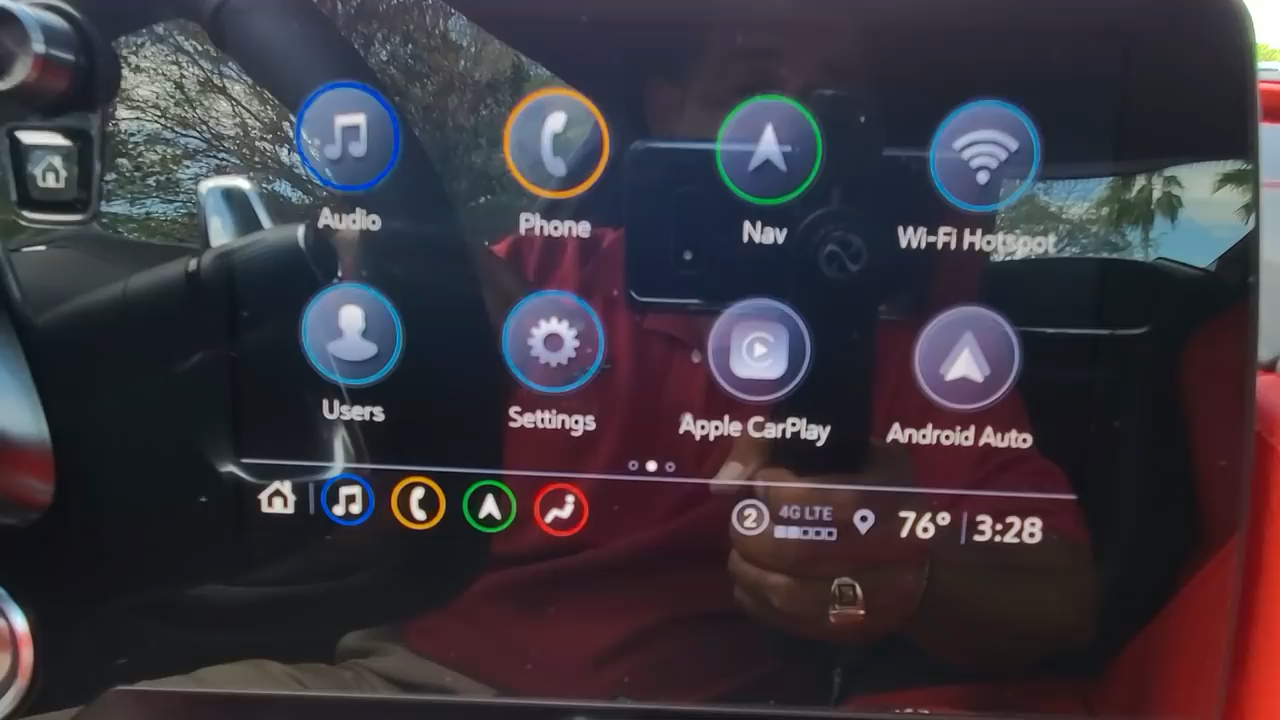 Audio Phone Nav Wi-Fi Hotspot
Users Settings Apple CarPlay Android Auto
2 4G LTE 76° 3:28